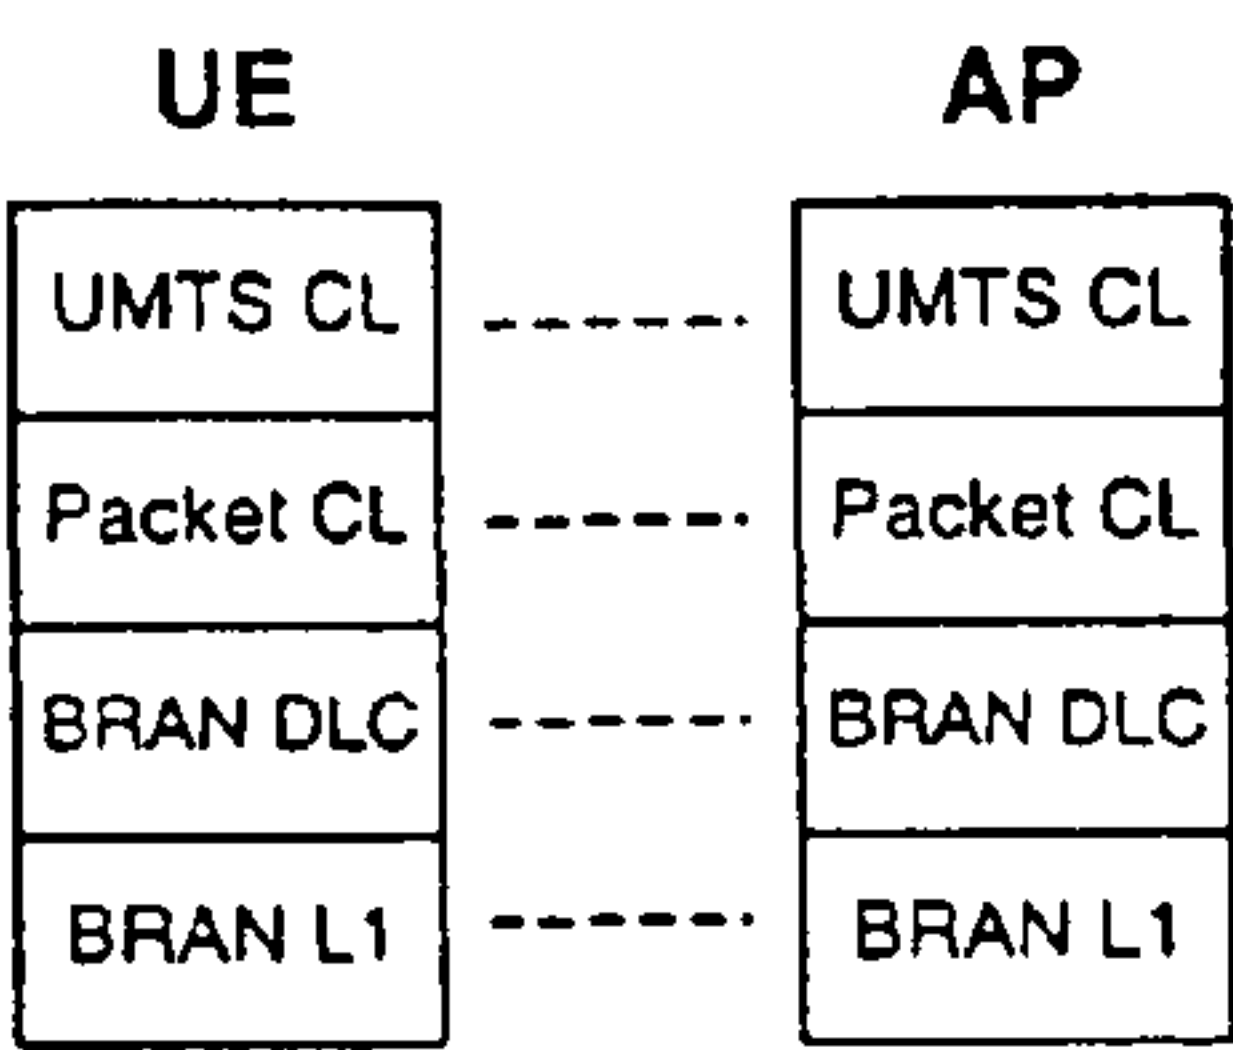 UE AP
UMTS CL UMTS CL
Packet CL Packet CL
BRAN DLC BRAN DLC
BRAN L1 BRAN L1